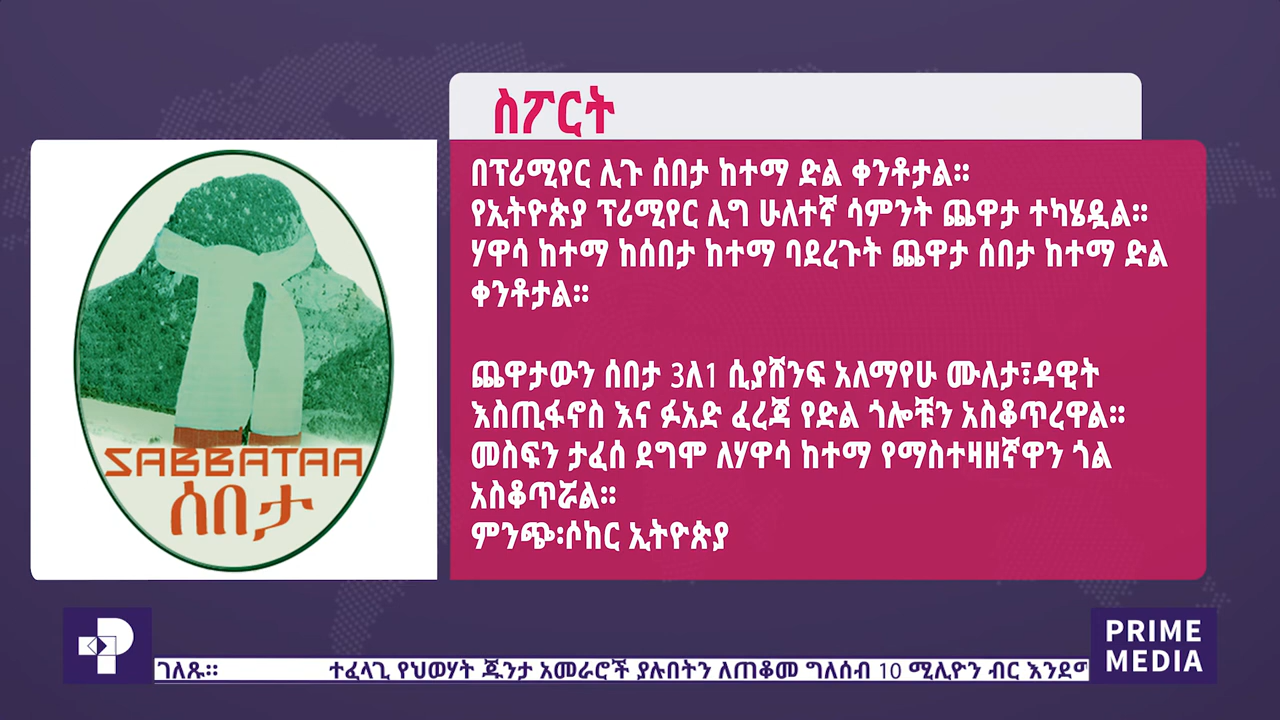 ስፖርት
በፕሪሚየር ሊጉ ሰበታ ከተማ ድል ቀንቶታል።
የኢትዮጵያ ፕሪሚየር ሊግ ሁለተኛ ሳምንት ጨዋታ ተካሄዷል።
ሃዋሳ ከተማ ከሰበታ ከተማ ባደረጉት ጨዋታ ሰበታ ከተማ ድል
ቀንቶታል።
ጨዋታውን ሰበታ 3ለ1 ሲያሸንፍ አለማየሁ ሙለታ፣ዳዊት
እስጢፋኖስ እና ፉአድ ፈረጃ የድል ጎሎቹን አስቆጥረዋል።
መስፍን ታፈሰ ደግሞ ለሃዋሳ ከተማ የማስተዛዘኛዋን ጎል
አስቆጥሯል።
ምንጭ፡ሶከር ኢትዮጵያ
SABBATAA
ሰበታ
PRIME
MEDIA
ገለጹ። ተፈላጊ የህወሃት ጁንታ አመራሮች ያሉበትን ለጠቆመ ግለሰብ 10 ሚሊዮን ብር